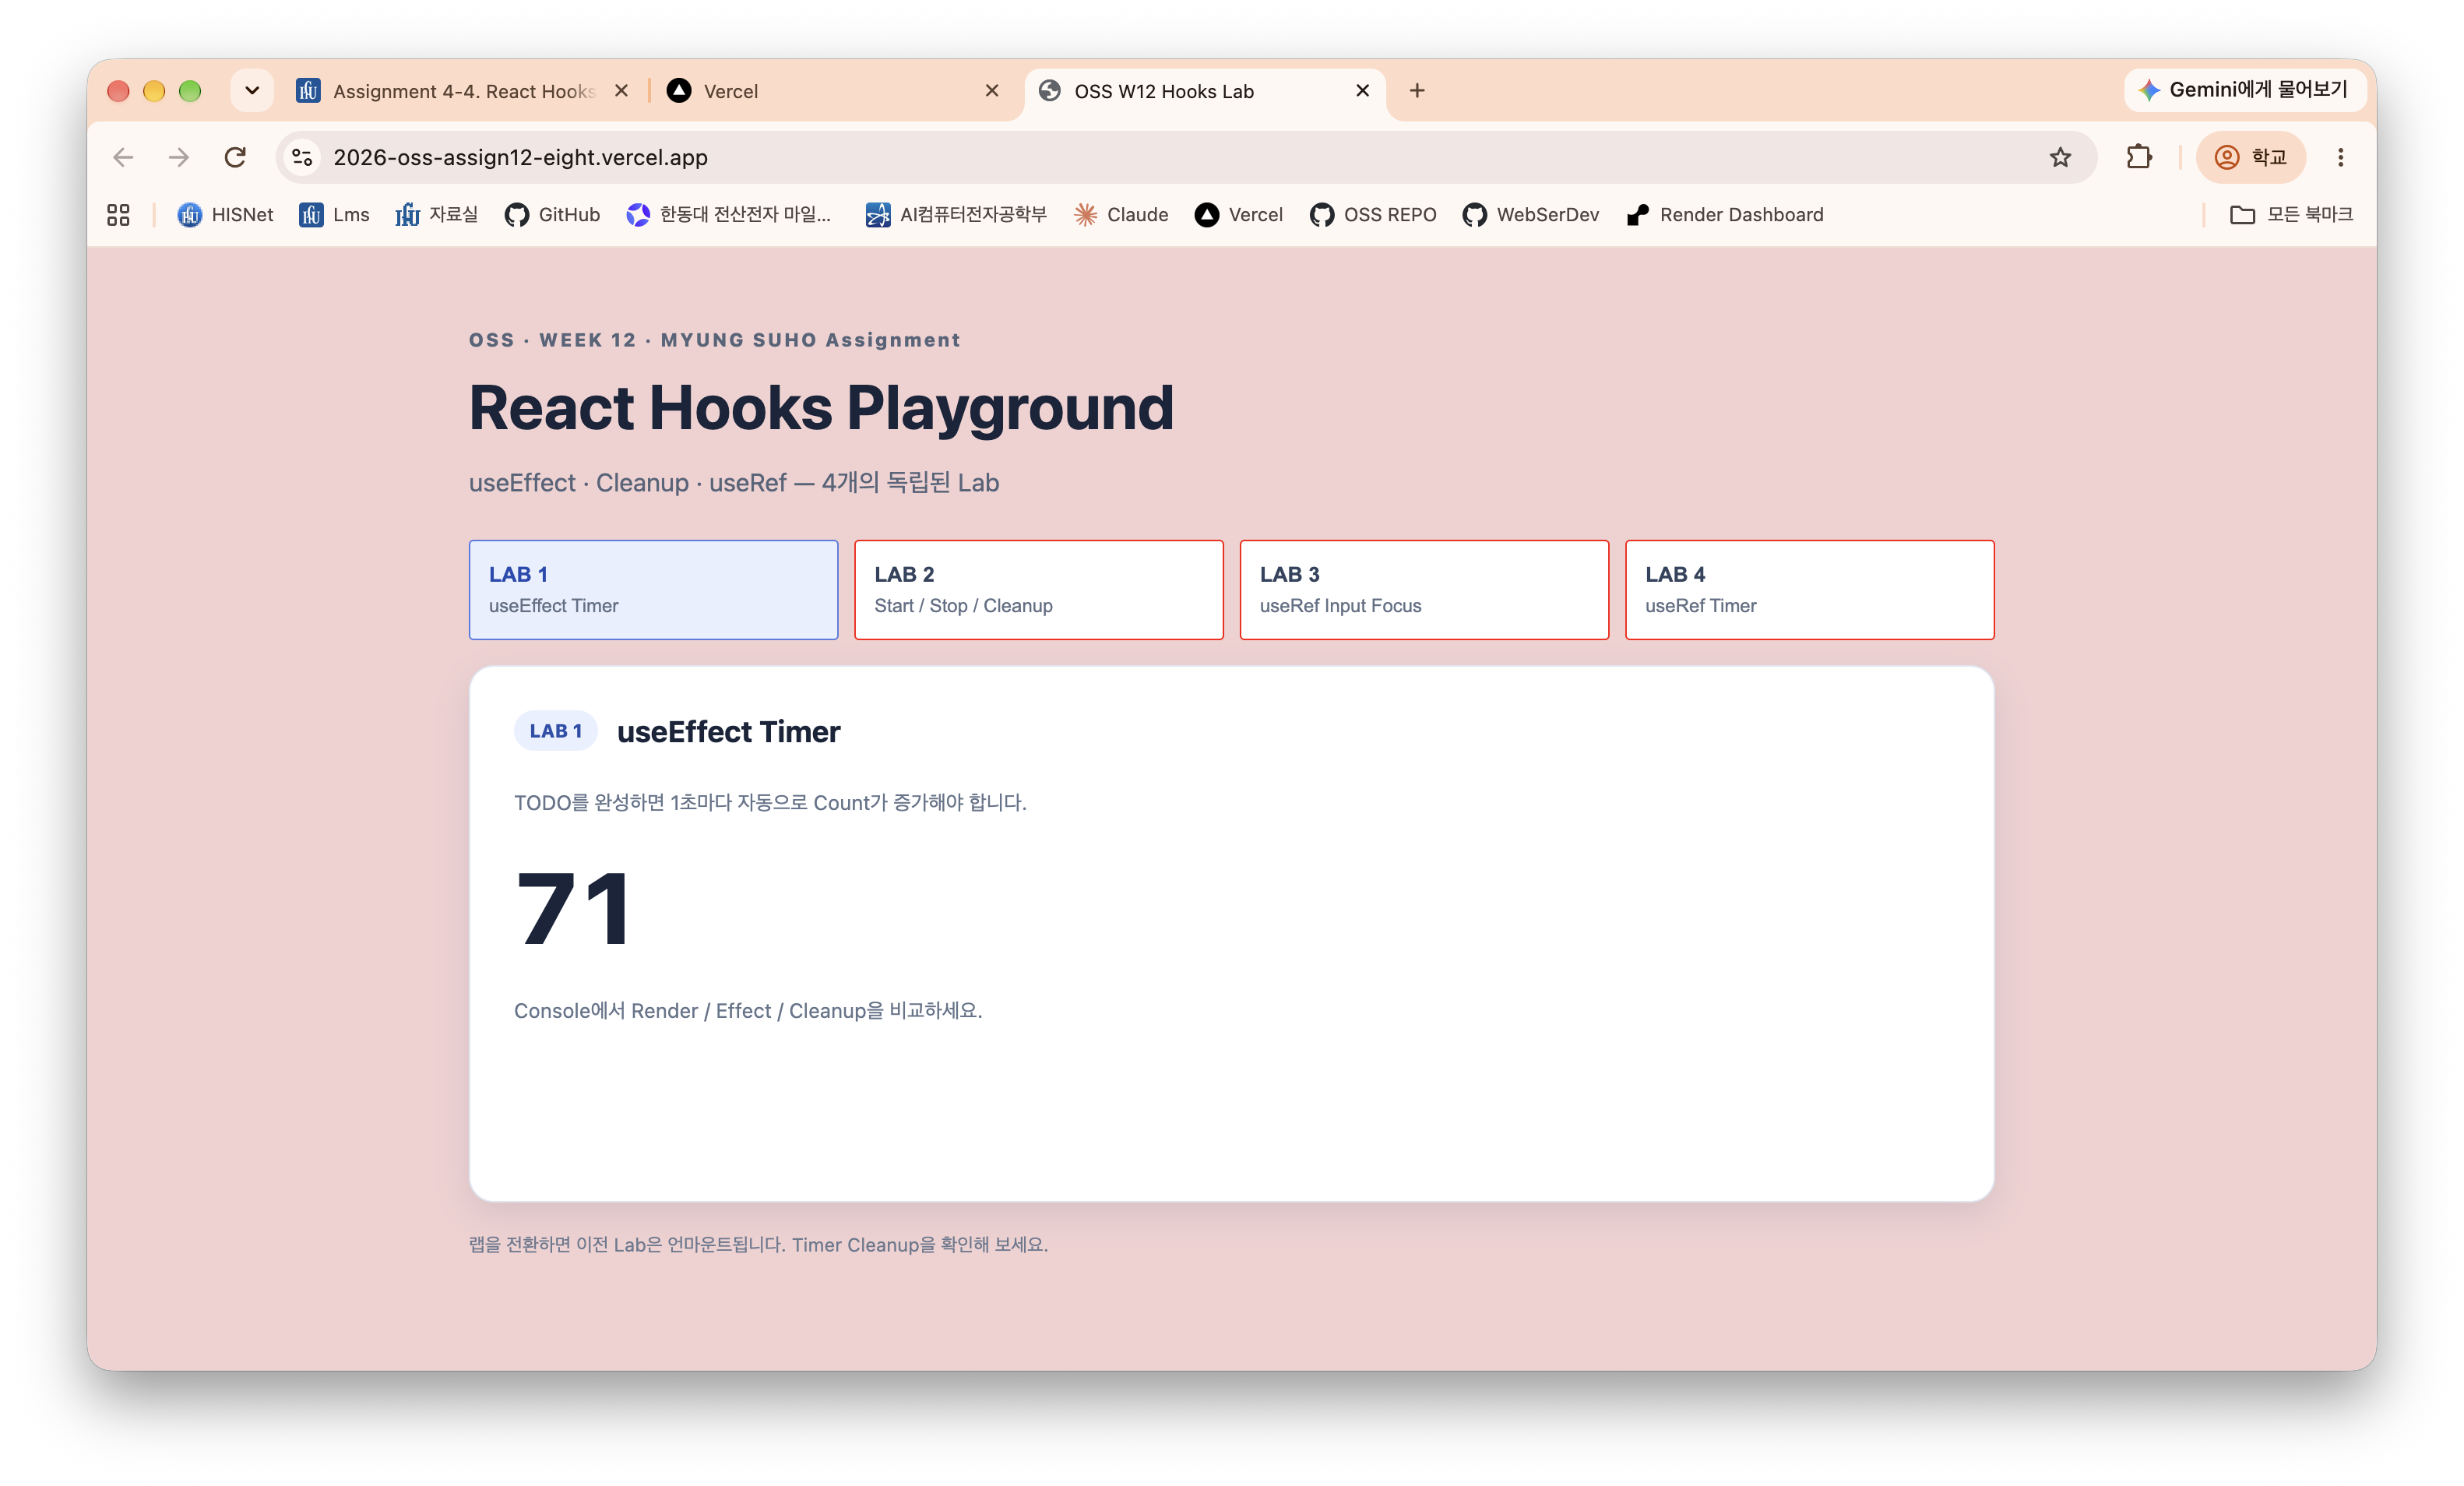 Assignment 4-4. React Hooks
Vercel
OSS W12 Hooks Lab
Gemini에게 물어보기
2026-oss-assign12-eight.vercel.app
학교
HISNet
Lms
자료실
GitHub
한동대 전산전자 마일...
AI컴퓨터전자공학부
Claude
Vercel
OSS REPO
WebSerDev
Render Dashboard
모든 북마크
OSS · WEEK 12 · MYUNG SUHO Assignment
React Hooks Playground
useEffect · Cleanup · useRef — 4개의 독립된 Lab
LAB 1
useEffect Timer
LAB 2
Start / Stop / Cleanup
LAB 3
useRef Input Focus
LAB 4
useRef Timer
LAB 1
useEffect Timer
TODO를 완성하면 1초마다 자동으로 Count가 증가해야 합니다.
71
Console에서 Render / Effect / Cleanup을 비교하세요.
랩을 전환하면 이전 Lab은 언마운트됩니다. Timer Cleanup을 확인해 보세요.